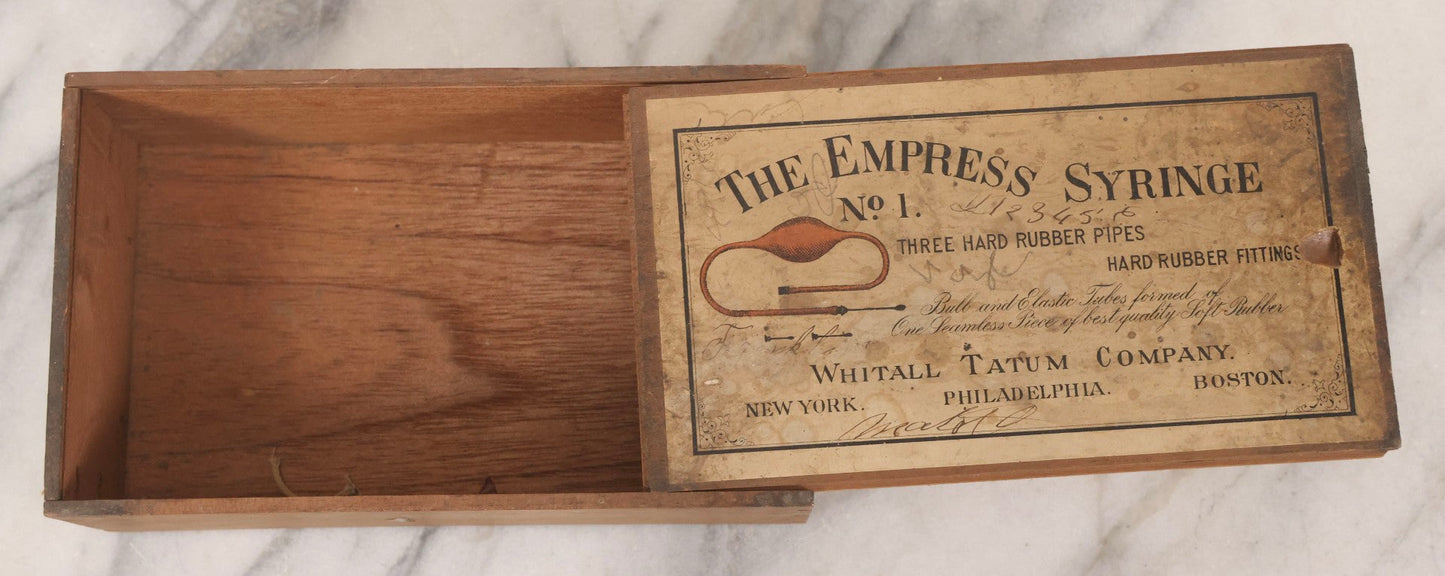 THE EMPRESS SYRINGE
No 1.
THREE HARD RUBBER PIPES
HARD RUBBER FITTINGS
Bulb and Elastic Tubes formed of
One Seamless Piece of best quality Soft Rubber
WHITALL TATUM COMPANY.
NEW YORK. PHILADELPHIA. BOSTON.